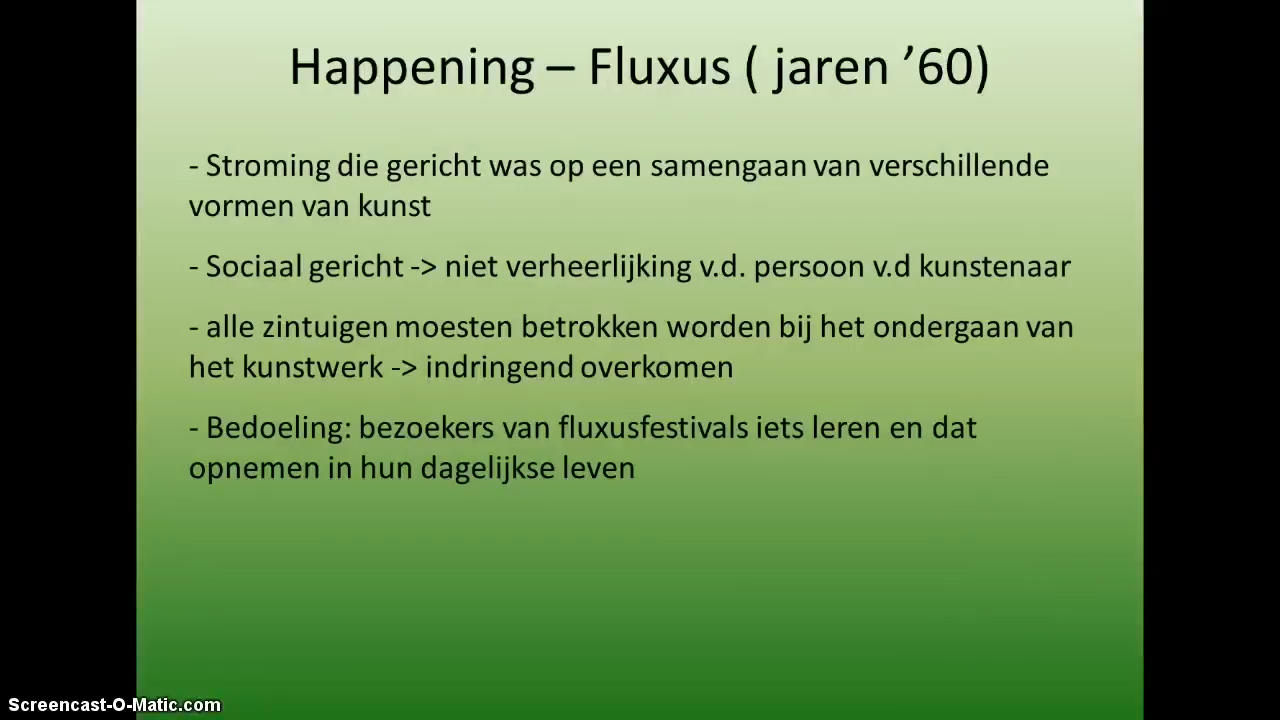 Happening – Fluxus ( jaren ’60)
- Stroming die gericht was op een samengaan van verschillende
vormen van kunst
- Sociaal gericht -> niet verheerlijking v.d. persoon v.d kunstenaar
- alle zintuigen moesten betrokken worden bij het ondergaan van
het kunstwerk -> indringend overkomen
- Bedoeling: bezoekers van fluxusfestivals iets leren en dat
opnemen in hun dagelijkse leven
Screencast-O-Matic.com